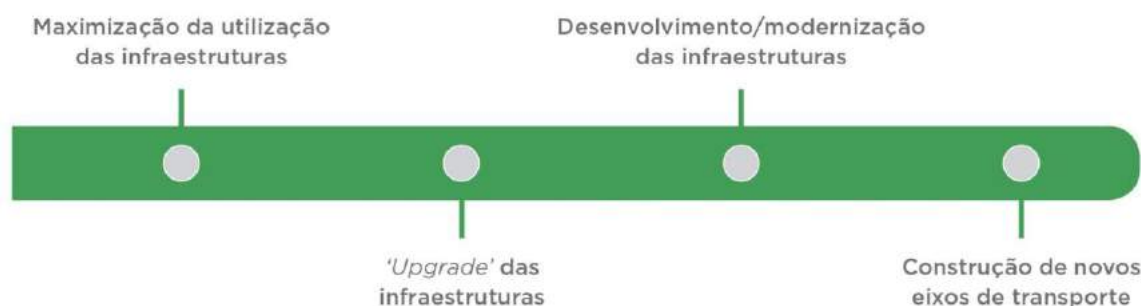 Maximização da utilização
das infraestruturas
‘Upgrade’ das
infraestruturas
Desenvolvimento/modernização
das infraestruturas
Construção de novos
eixos de transporte